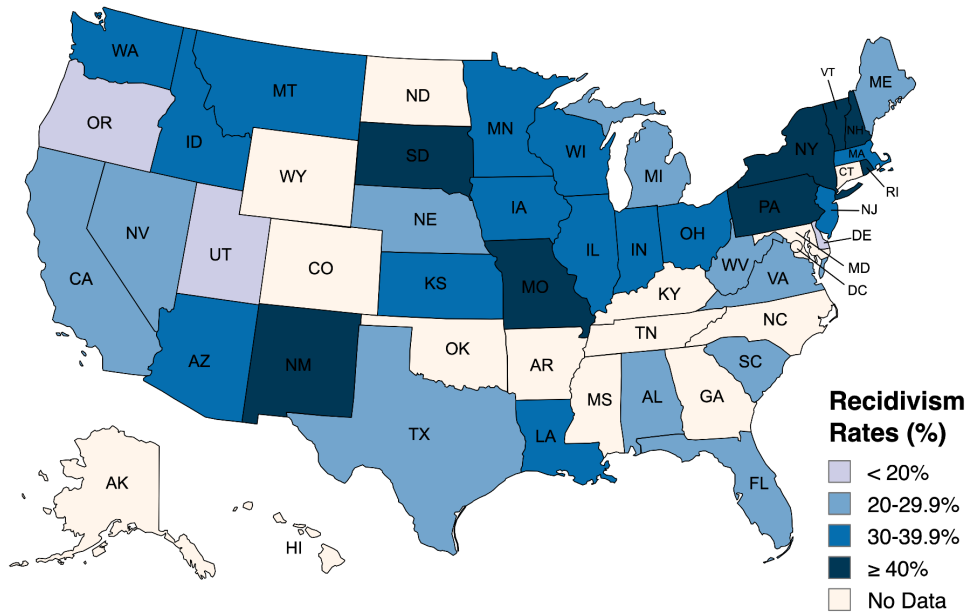 WA
MT
ND
OR
ID
MN
SD
WY
WI
MI
VT
ME
NH
NY
MA
CT
RI
NV
NE
IA
PA
NJ
UT
CA
CO
KS
IL
IN
OH
MO
WV
VA
DE
MD
DC
KY
NC
TN
AZ
NM
OK
AR
SC
MS
AL
GA
TX
LA
FL
AK
HI
Recidivism
Rates (%)
< 20%
20-29.9%
30-39.9%
≥ 40%
No Data